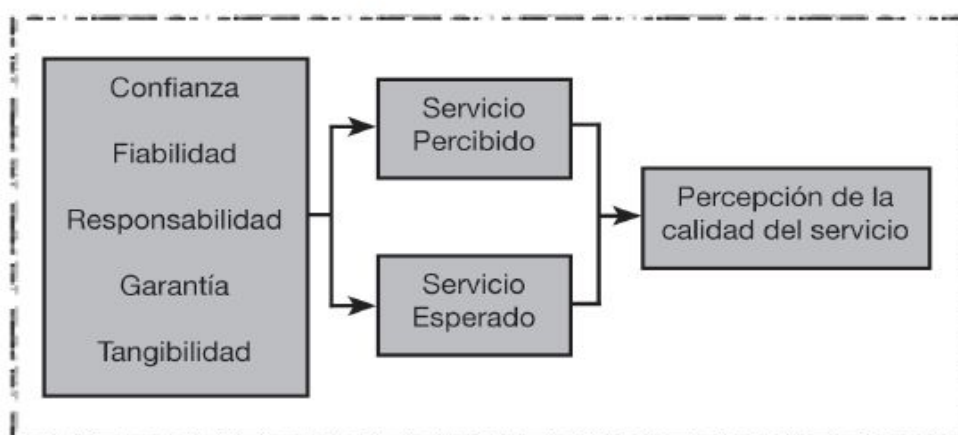 Confianza
Fiabilidad
Responsabilidad
Garantía
Tangibilidad
Servicio
Percibido
Servicio
Esperado
Percepción de la
calidad del servicio